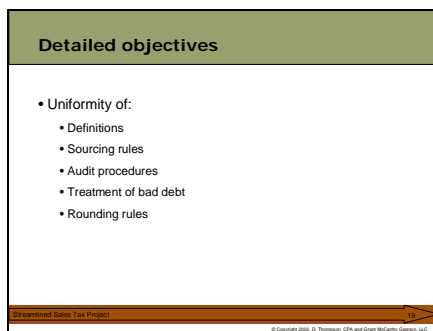 Detailed objectives
• Uniformity of:
• Definitions
• Sourcing rules
• Audit procedures
• Treatment of bad debt
• Rounding rules
Streamlined Sales Tax Project 19
© Copyright 2002, D. Thompson, CPA and Grant McCarthy Gagnon, LLC